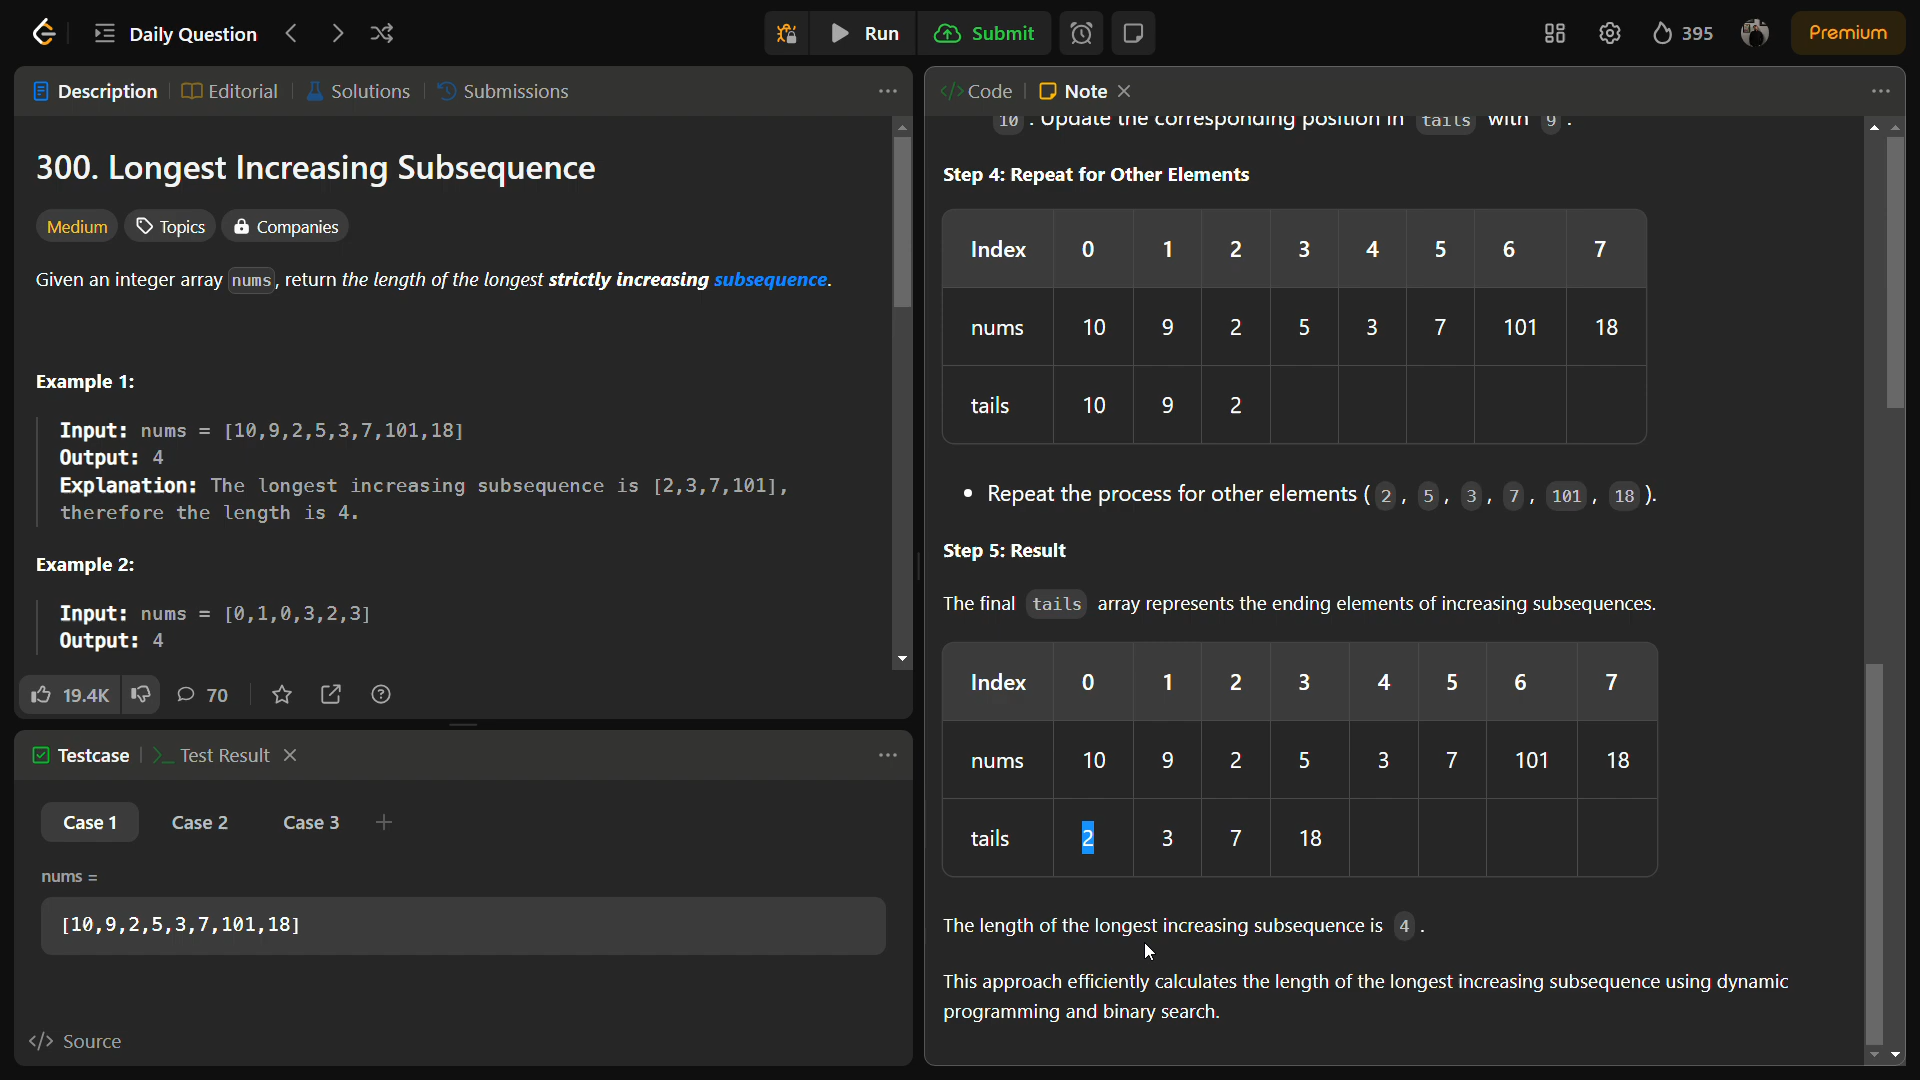 Daily Question
Run
Submit
395
Premium
Description
Editorial
Solutions
Submissions
300. Longest Increasing Subsequence
Medium
Topics
Companies
Given an integer array nums, return the length of the longest strictly increasing subsequence.
Example 1:
Input: nums = [10,9,2,5,3,7,101,18]
Output: 4
Explanation: The longest increasing subsequence is [2,3,7,101],
therefore the length is 4.
Example 2:
Input: nums = [0,1,0,3,2,3]
Output: 4
19.4K
70
Testcase
>_ Test Result
Case 1
Case 2
Case 3
nums =
[10,9,2,5,3,7,101,18]
</> Source
</> Code
Note
10 . Update the corresponding position in tails with 9 .
Step 4: Repeat for Other Elements
Index 0 1 2 3 4 5 6 7
nums 10 9 2 5 3 7 101 18
tails 10 9 2
• Repeat the process for other elements ( 2 , 5 , 3 , 7 , 101 , 18 ).
Step 5: Result
The final tails array represents the ending elements of increasing subsequences.
Index 0 1 2 3 4 5 6 7
nums 10 9 2 5 3 7 101 18
tails 2 3 7 18
The length of the longest increasing subsequence is 4 .
This approach efficiently calculates the length of the longest increasing subsequence using dynamic
programming and binary search.